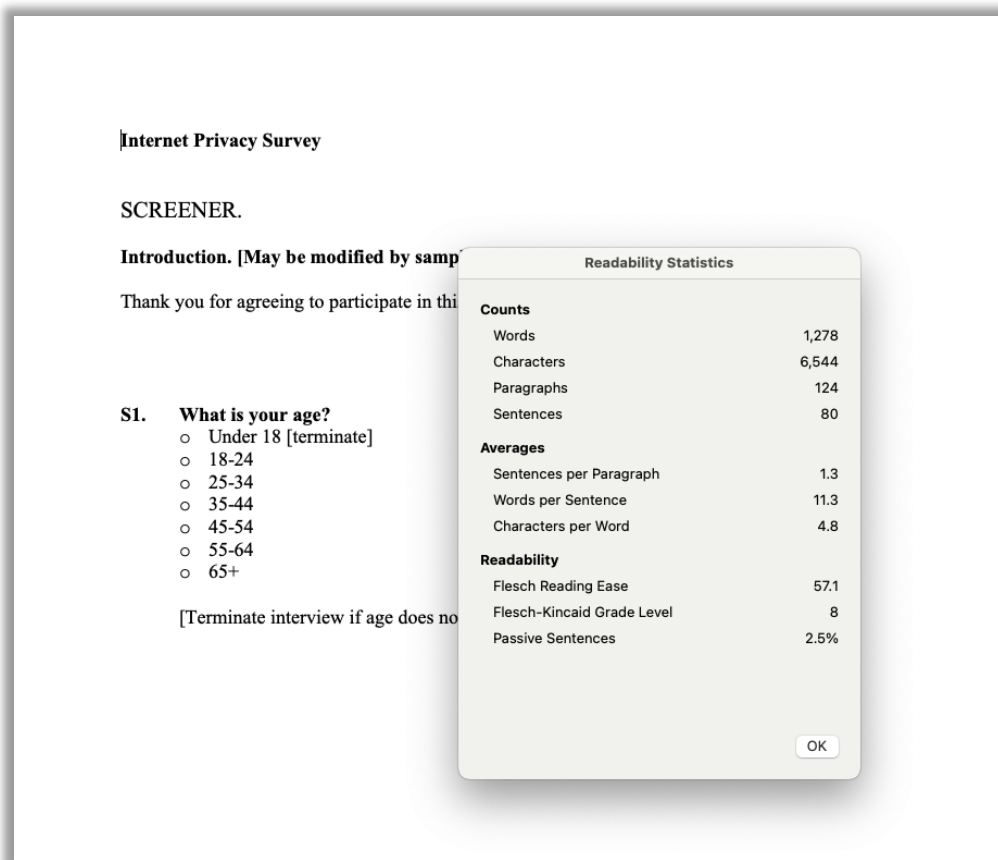 Internet Privacy Survey
SCREENER.
Introduction. [May be modified by samp
Thank you for agreeing to participate in thi
S1. What is your age?
o Under 18 [terminate]
o 18-24
o 25-34
o 35-44
o 45-54
o 55-64
o 65+
[Terminate interview if age does no
Readability Statistics
Counts
Words 1,278
Characters 6,544
Paragraphs 124
Sentences 80
Averages
Sentences per Paragraph 1.3
Words per Sentence 11.3
Characters per Word 4.8
Readability
Flesch Reading Ease 57.1
Flesch-Kincaid Grade Level 8
Passive Sentences 2.5%
OK